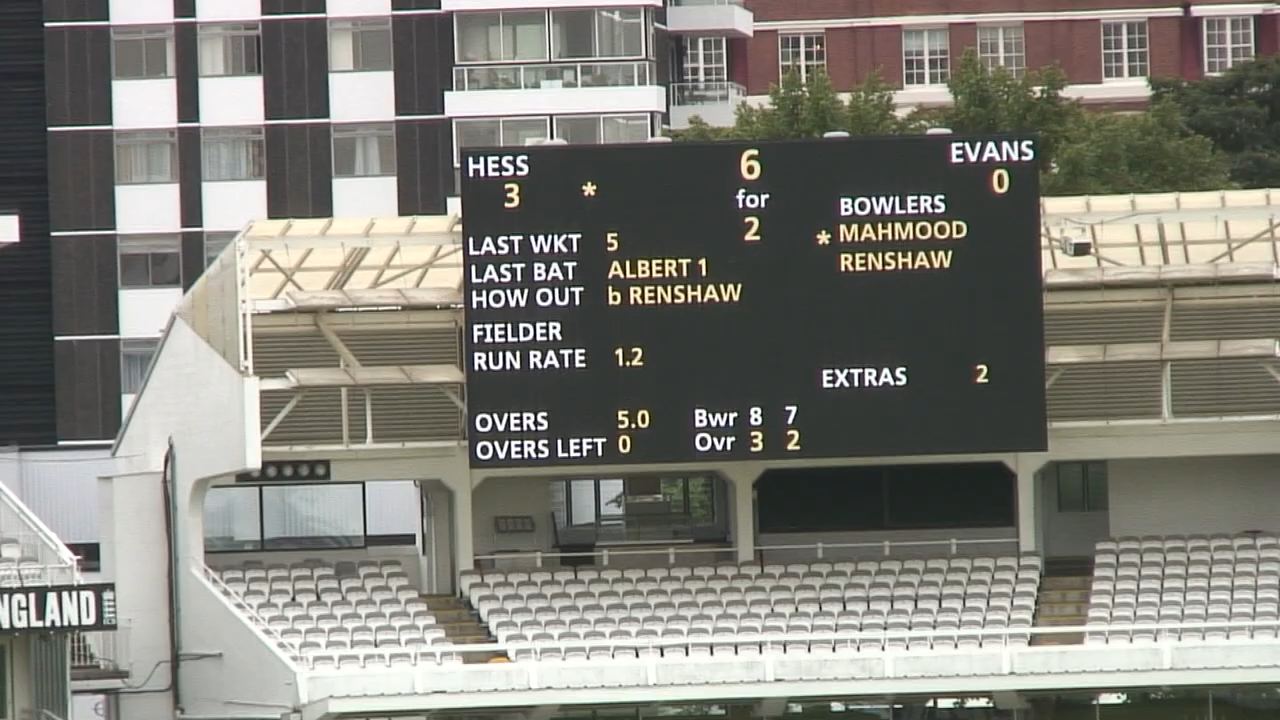 HESS 6 EVANS
3 * for 0
2
BOWLERS
* MAHMOOD
RENSHAW
LAST WKT 5
LAST BAT ALBERT 1
HOW OUT b RENSHAW
FIELDER
RUN RATE 1.2
EXTRAS 2
OVERS 5.0 Bwr 8 7
OVERS LEFT 0 Ovr 3 2
NGLAND